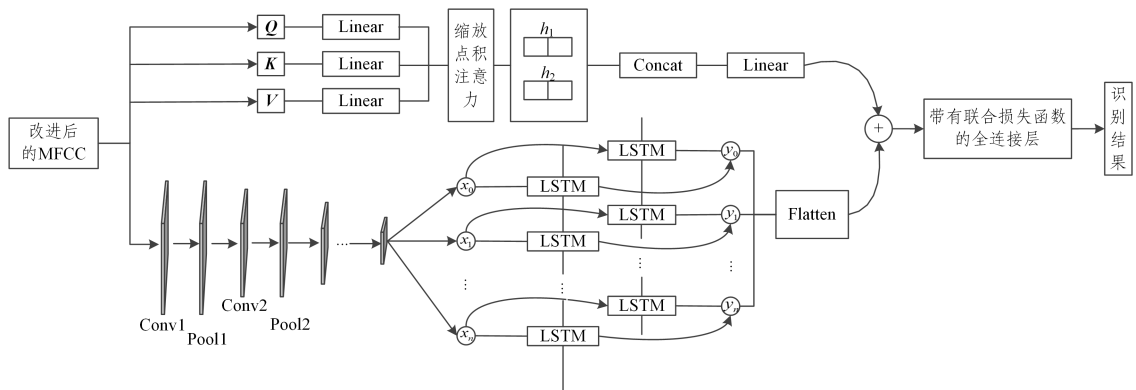 改进后
的MFCC
Q
Linear
K
Linear
V
Linear
缩放
点积
注意
力
h1
h2
Concat
Linear
+
带有联合损失函数
的全连接层
识
别
结
果
Conv1
Pool1
Conv2
Pool2
...
x0
LSTM
LSTM
y0
x1
LSTM
LSTM
y1
...
...
...
...
xn
LSTM
LSTM
yn
Flatten